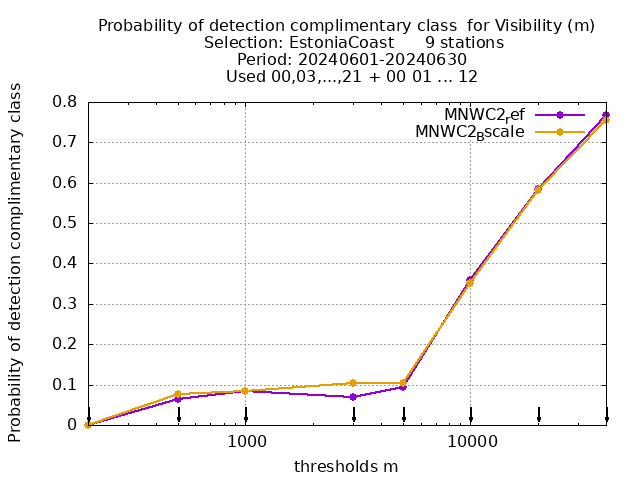 Probability of detection complimentary class  for Visibility (m)
Selection: EstoniaCoast      9 stations
Period: 20240601-20240630
Used 00,03,...,21 + 00 01 ... 12
Probability of detection complimentary class
0.8
0.7
0.6
0.5
0.4
0.3
0.2
0.1
0
MNWC2ref
MNWC2Bscale
1000
10000
thresholds m